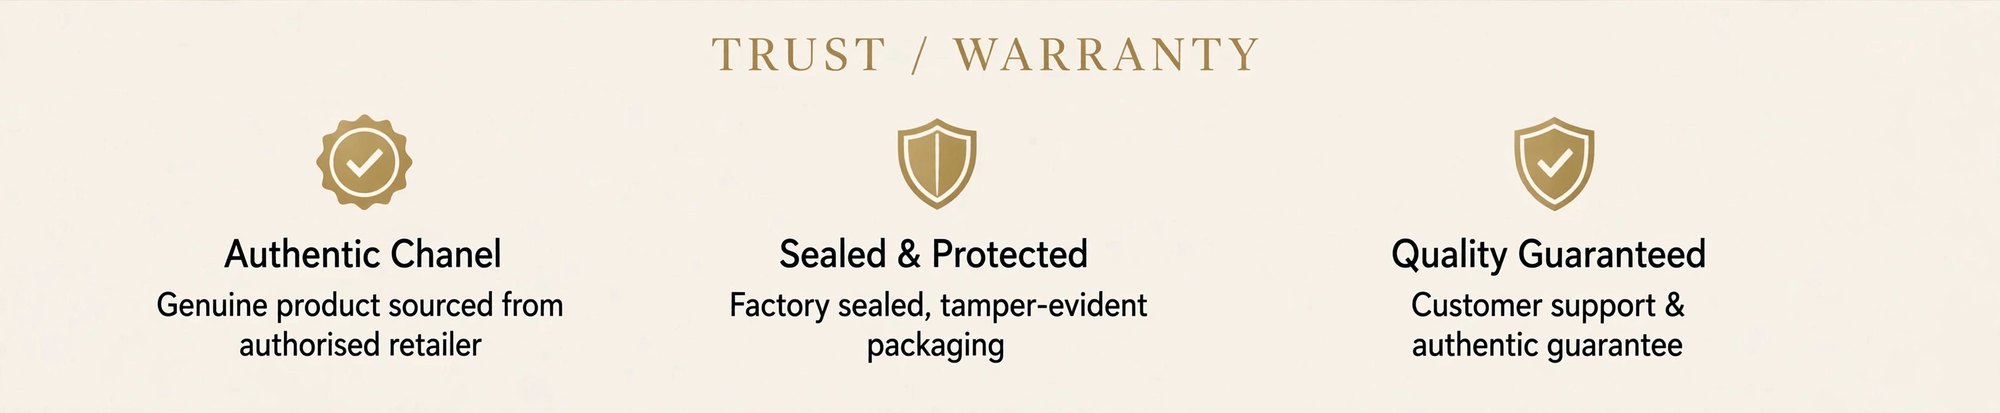 TRUST / WARRANTY
Authentic Chanel
Genuine product sourced from
authorised retailer
Sealed & Protected
Factory sealed, tamper-evident
packaging
Quality Guaranteed
Customer support &
authentic guarantee